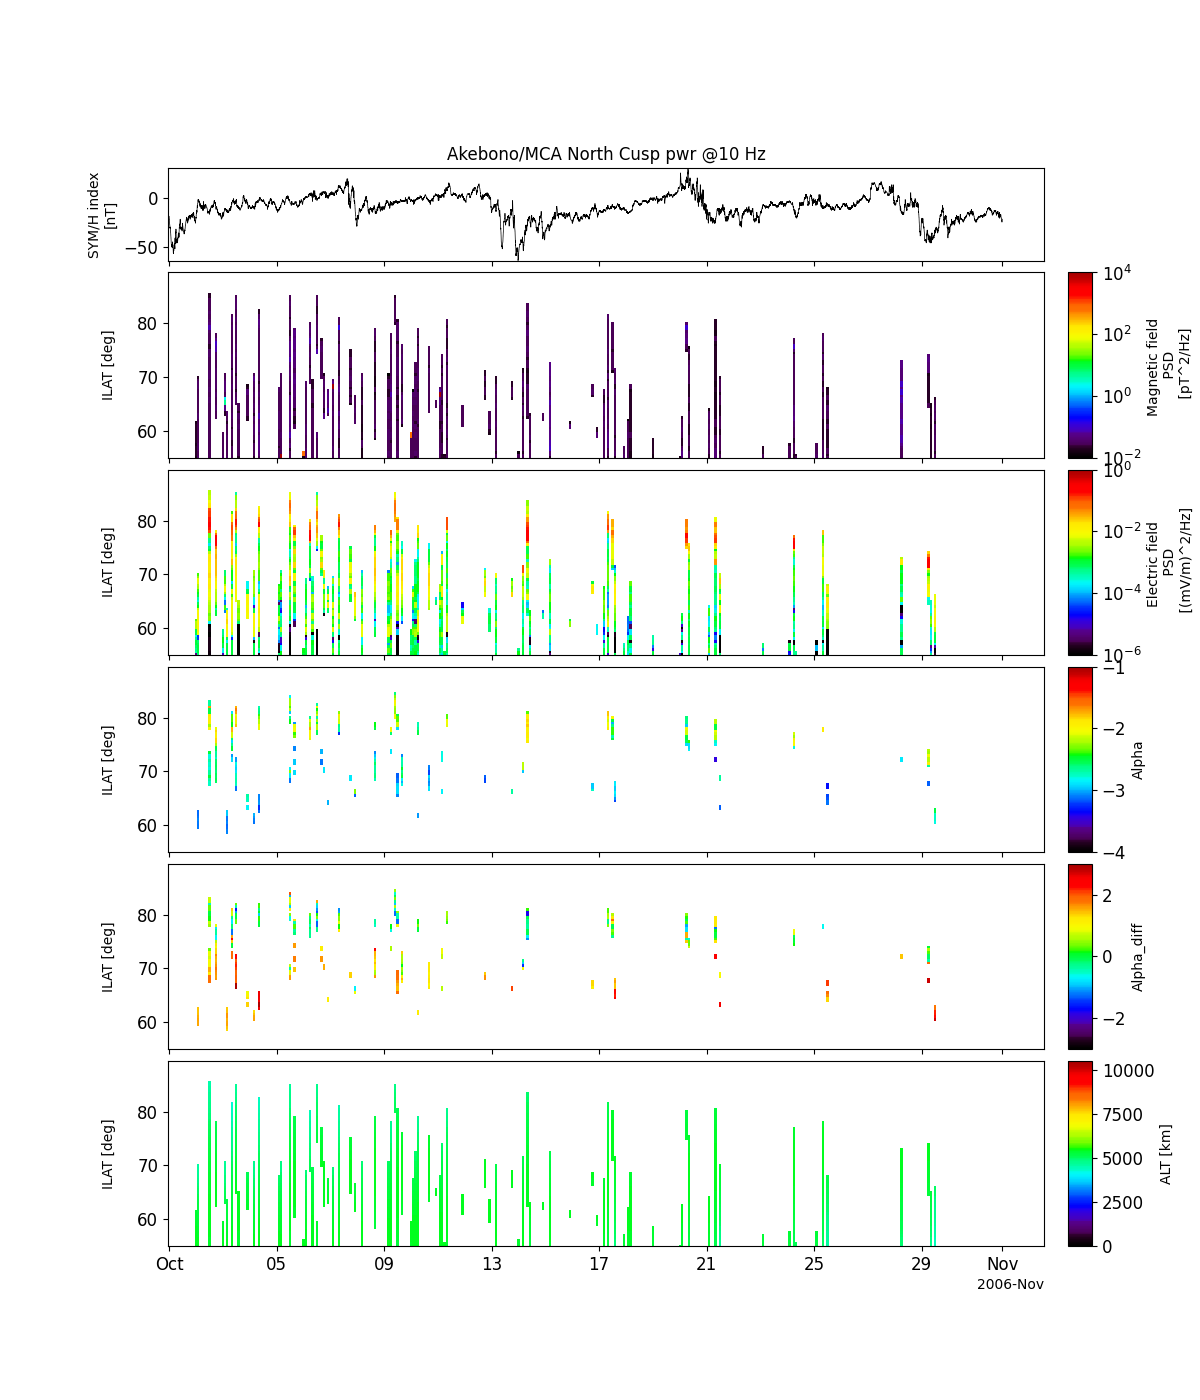 Akebono/MCA North Cusp pwr @10 Hz
SYM/H index
[nT]
0
−50
ILAT [deg]
80
70
60
10^4
10^2
10^0
10^−2
Magnetic field
PSD
[pT^2/Hz]
ILAT [deg]
80
70
60
10^0
10^−2
10^−4
10^−6
Electric field
PSD
[(mV/m)^2/Hz]
ILAT [deg]
80
70
60
−1
−2
−3
−4
Alpha
ILAT [deg]
80
70
60
2
0
−2
Alpha_diff
ILAT [deg]
80
70
60
10000
7500
5000
2500
0
ALT [km]
Oct 05 09 13 17 21 25 29 Nov
2006-Nov